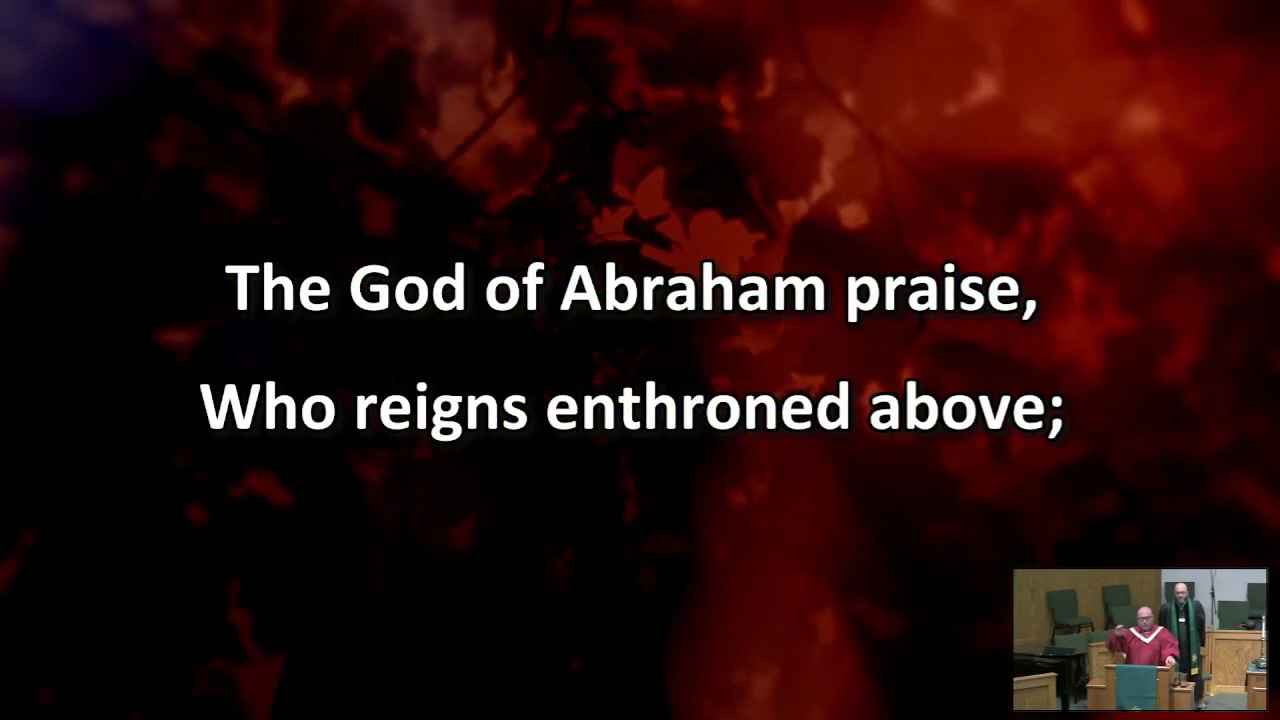 The God of Abraham praise,
Who reigns enthroned above;